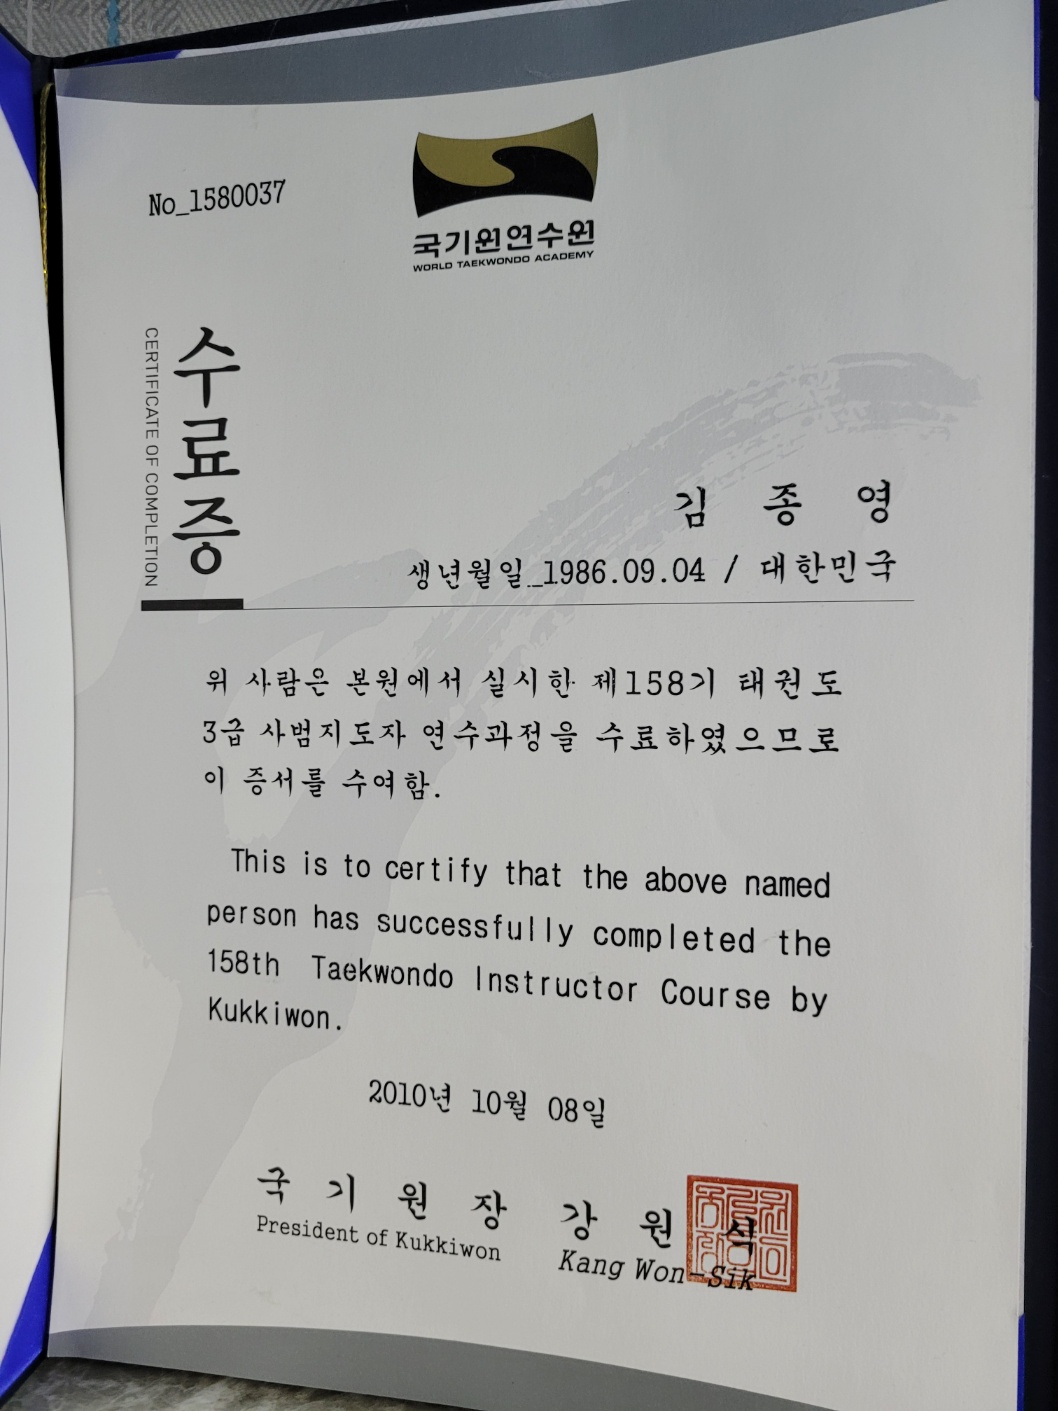 No_1580037
국기원연수원
WORLD TAEKWONDO ACADEMY
수료증
CERTIFICATE OF COMPLETION
김 종 영
생년월일_1986.09.04 / 대한민국
위 사람은 본원에서 실시한 제158기 태권도
3급 사범지도자 연수과정을 수료하였으므로
이 증서를 수여함.
This is to certify that the above named
person has successfully completed the
158th Taekwondo Instructor Course by
Kukkiwon.
2010년 10월 08일
국 기 원 장 강 원 식
President of Kukkiwon Kang Won-Sik